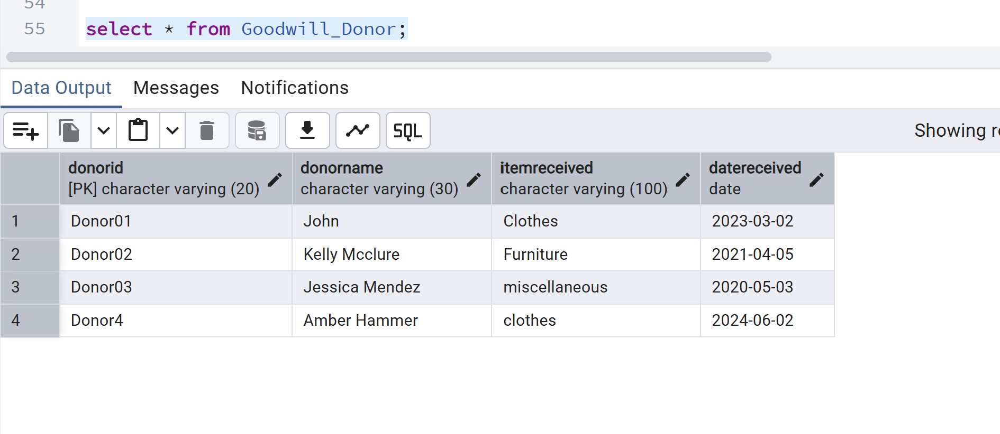 54
55 select * from Goodwill_Donor;
Data Output Messages Notifications
SQL Showing
donorid donorname itemreceived datereceived
[PK] character varying (20) character varying (30) character varying (100) date
1 Donor01 John Clothes 2023-03-02
2 Donor02 Kelly Mcclure Furniture 2021-04-05
3 Donor03 Jessica Mendez miscellaneous 2020-05-03
4 Donor4 Amber Hammer clothes 2024-06-02